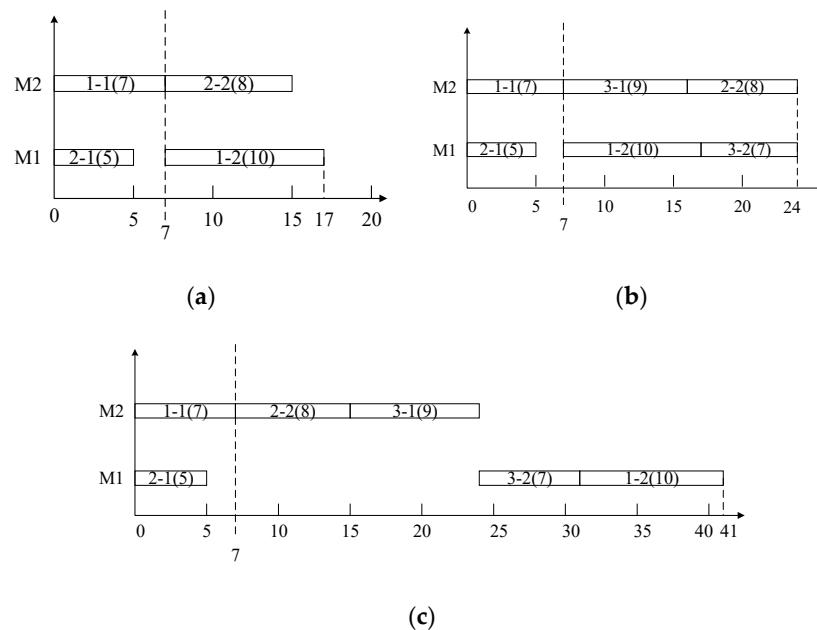 M2 1-1(7) 2-2(8)
M1 2-1(5) 1-2(10)
0 5 7 10 15 17 20
(a)
M2 1-1(7) 3-1(9) 2-2(8)
M1 2-1(5) 1-2(10) 3-2(7)
0 5 7 10 15 20 24
(b)
M2 1-1(7) 2-2(8) 3-1(9)
M1 2-1(5) 3-2(7) 1-2(10)
0 5 10 15 20 25 30 35 40 41
7
(c)